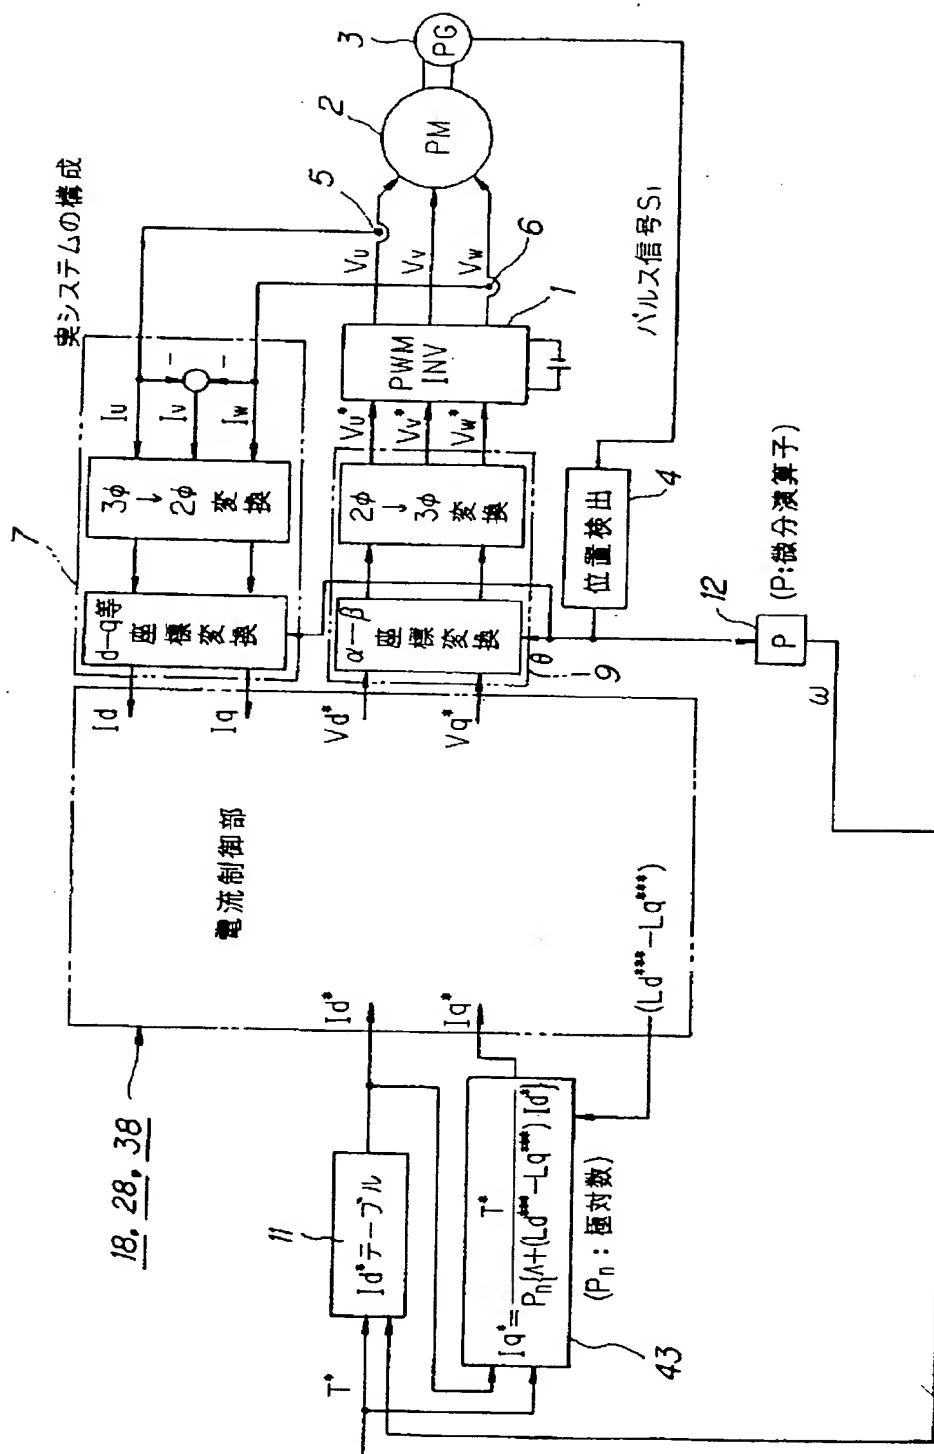 実システムの構成
18, 28, 38
電流制御部
T*
11
Id*テーブル
Iq*=
T*
Pn{Λ+(Ld***-Lq***)Id*}
(Pn:極対数)
43
Id*
Iq*
(Ld***-Lq***)
7
Id
Iq
d-q等
座標変換
3φ
↓
2φ
変換
Iu
Iv
Iw
-
-
Vd*
Vq*
α-β
座標変換
θ
9
2φ
↓
3φ
変換
Vu*
Vv*
Vw*
PWM
INV
1
Vu
Vv
Vw
5
6
PM
2
PG
3
パルス信号S1
位置検出
4
12
P
(P:微分演算子)
ω